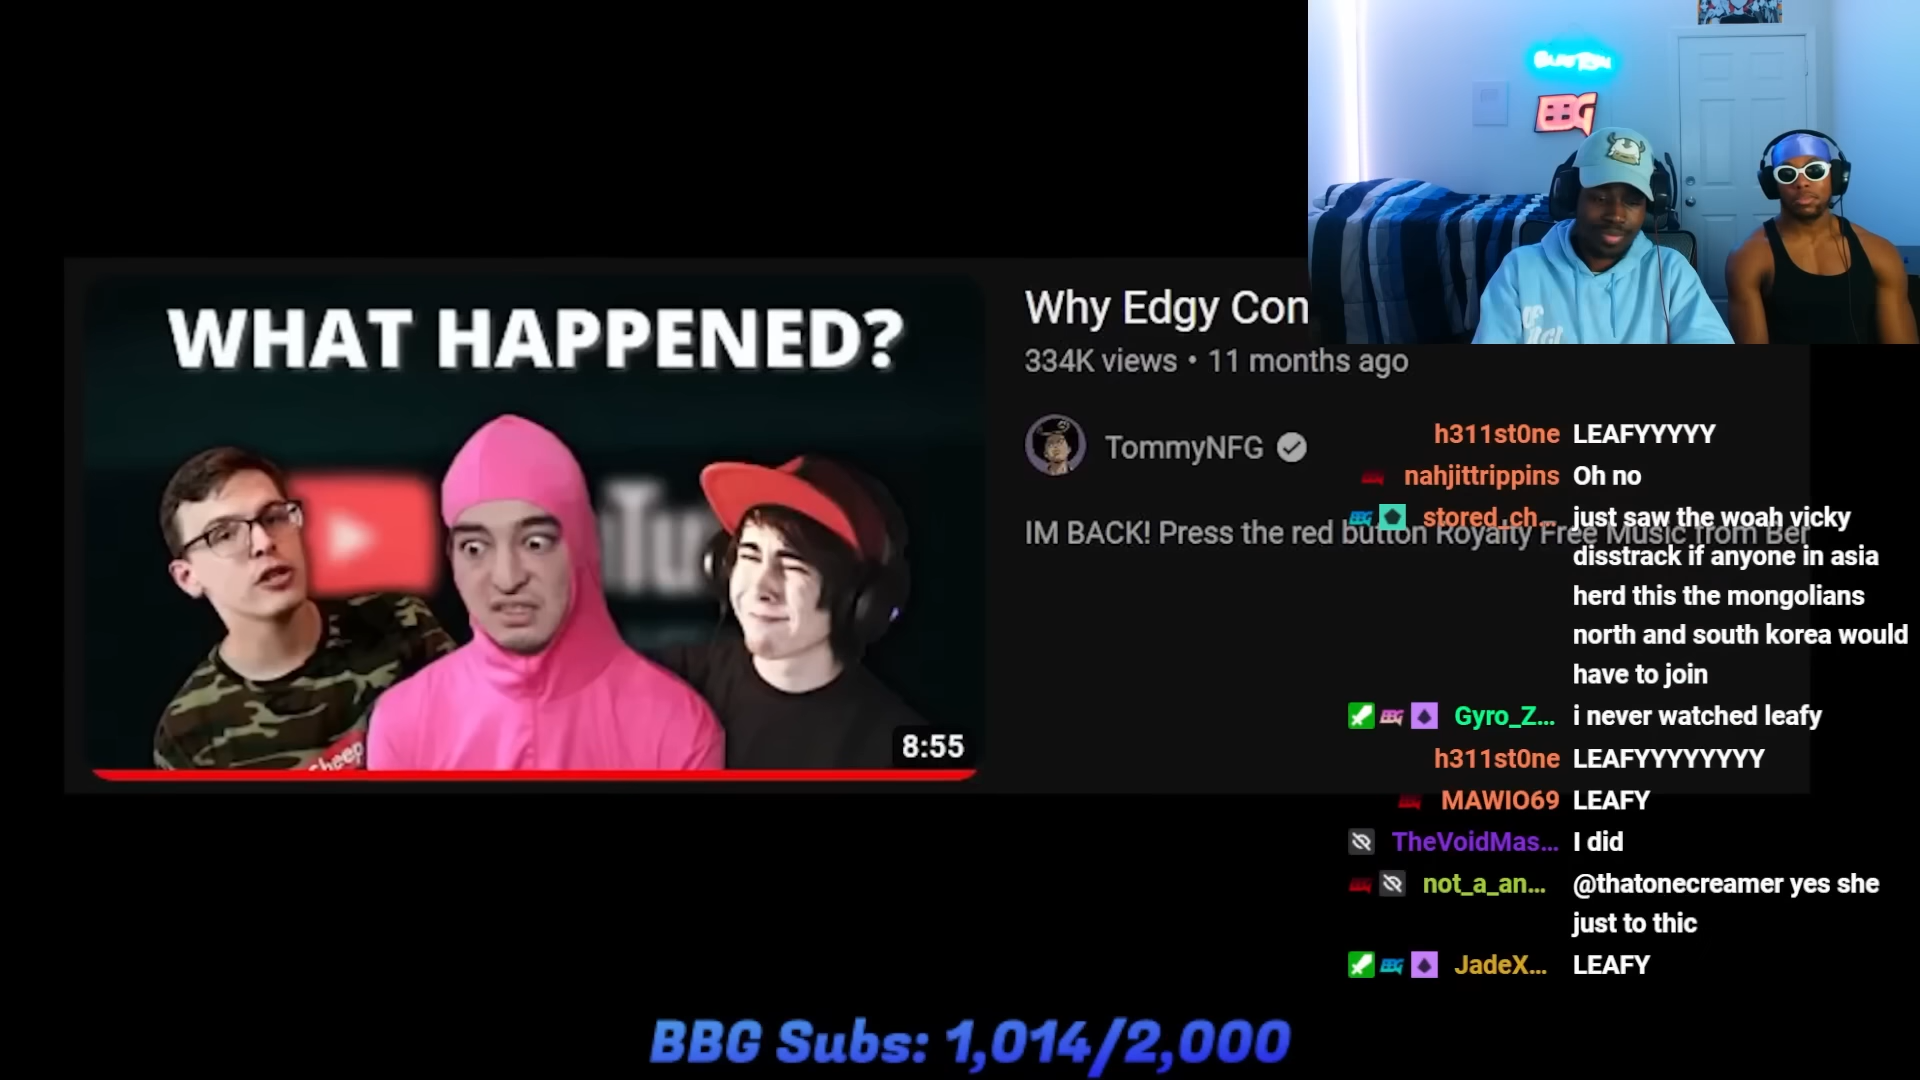 WHAT HAPPENED?
8:55
Why Edgy Con
334K views • 11 months ago
TommyNFG
IM BACK! Press the red button Royalty Free Music from Ber
BBG
h311st0ne LEAFYYYYY
nahjittrippins Oh no
stored_ch... just saw the woah vicky
disstrack if anyone in asia
herd this the mongolians
north and south korea would
have to join
Gyro_Z... i never watched leafy
h311st0ne LEAFYYYYYYYY
MAWIO69 LEAFY
TheVoidMas... I did
not_a_an... @thatonecreamer yes she
just to thic
JadeX... LEAFY
BBG Subs: 1,014/2,000